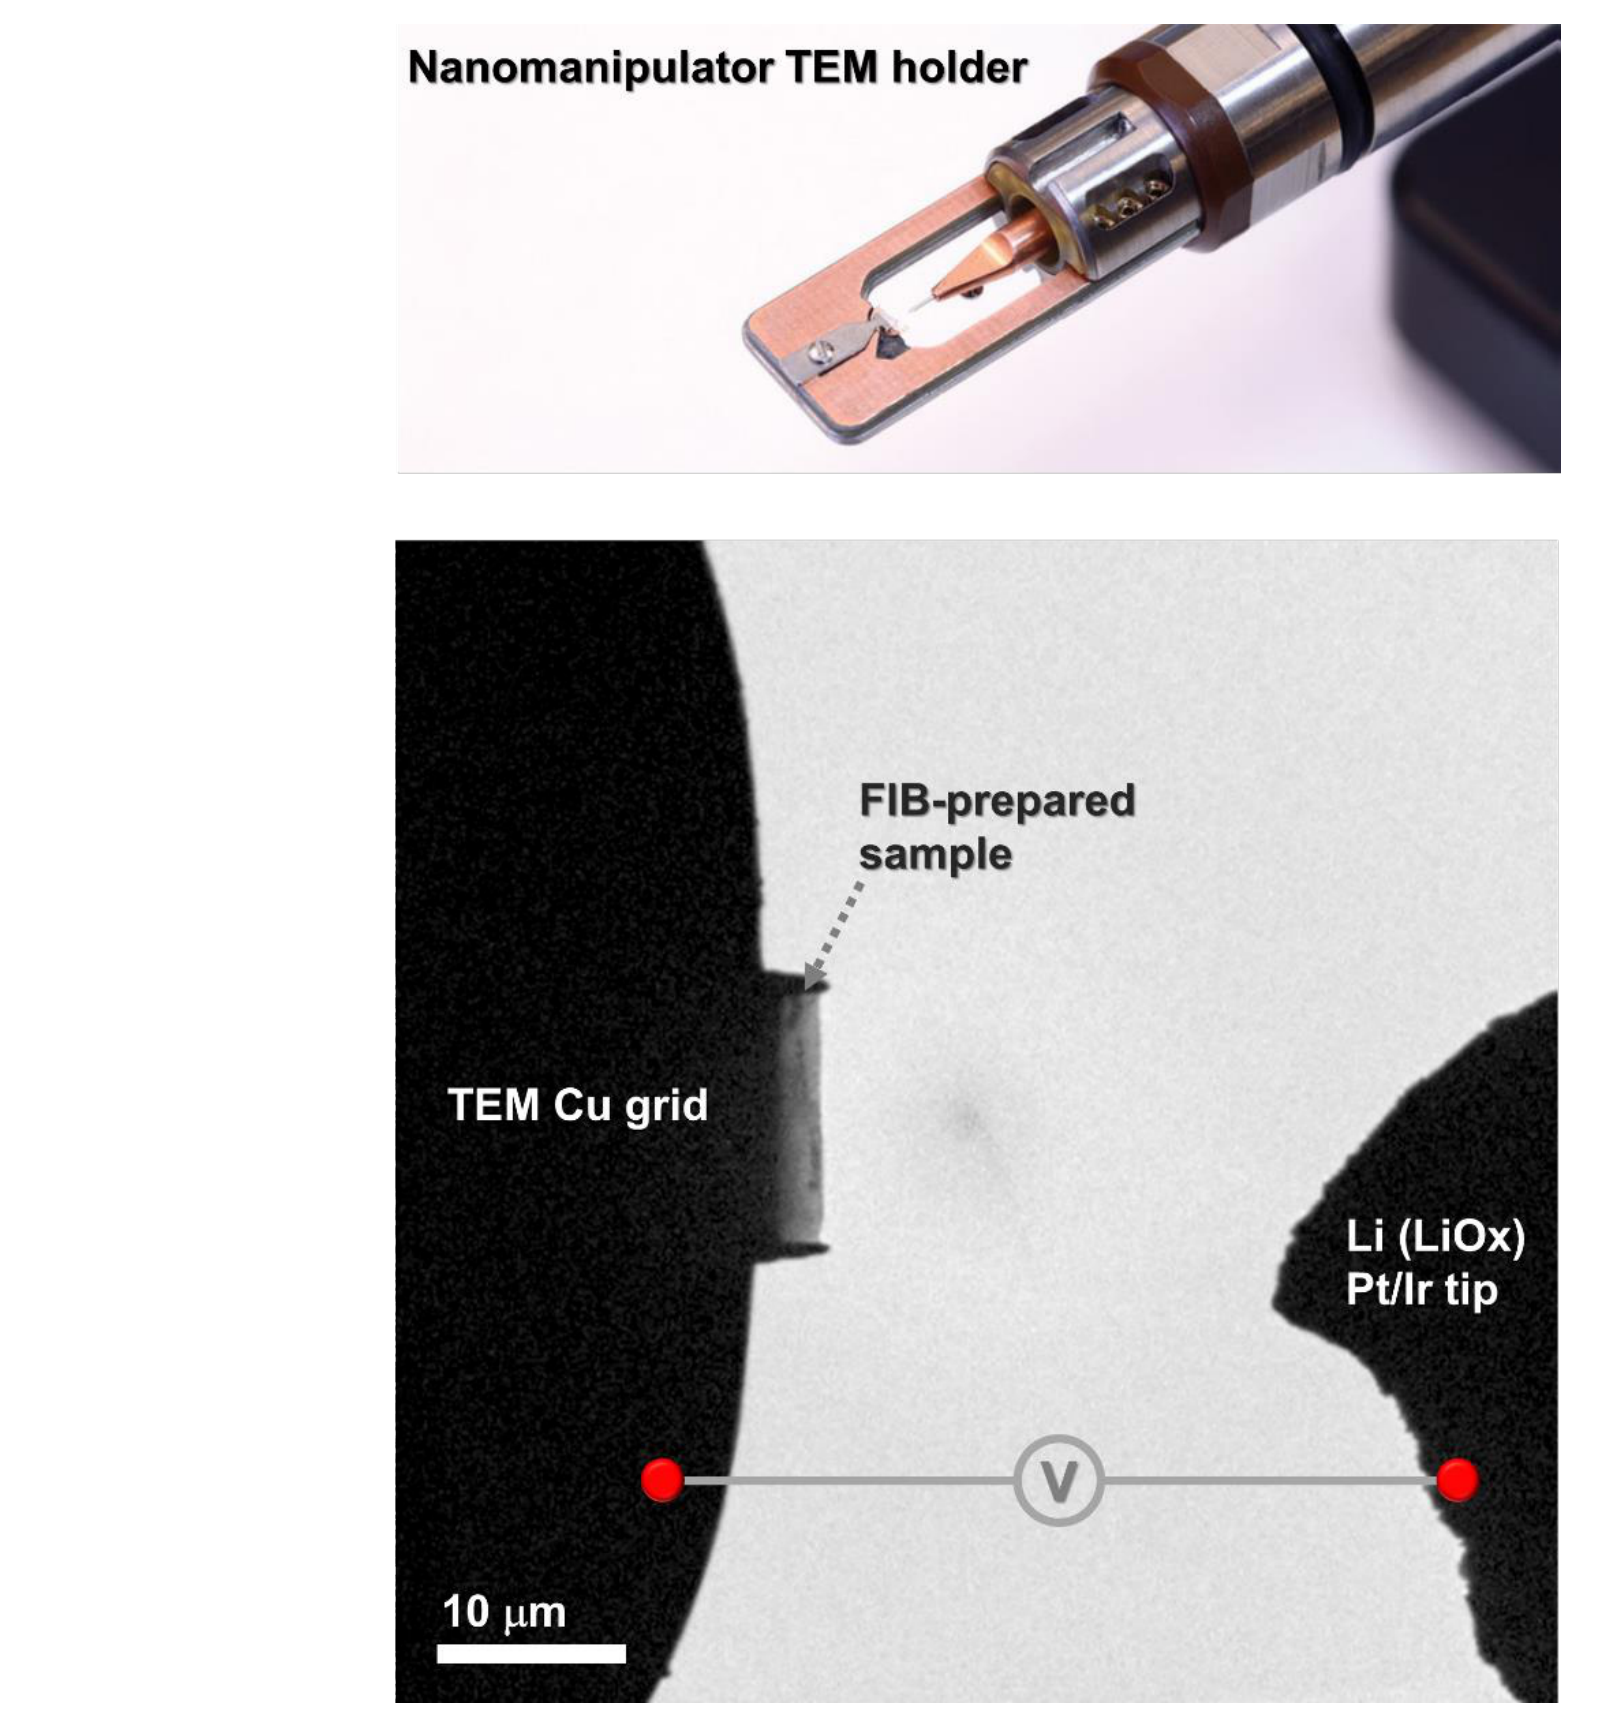 Nanomanipulator TEM holder
FIB-prepared
sample
TEM Cu grid
Li (LiOx)
Pt/Ir tip
V
10 μm